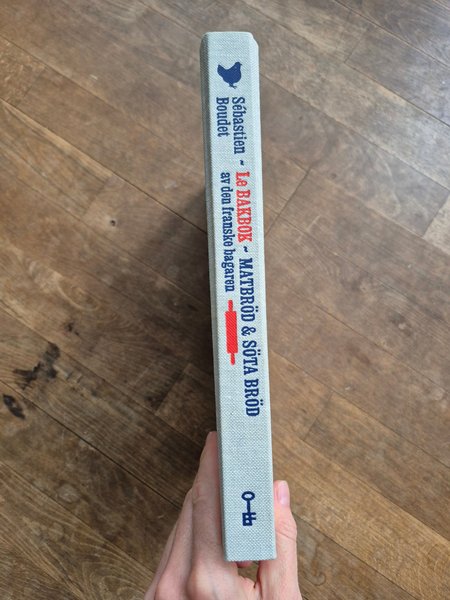 Sébastien ~ Le BAKBOK ~ MATBRÖD & SÖTA BRÖD
Boudet av den franske bagaren